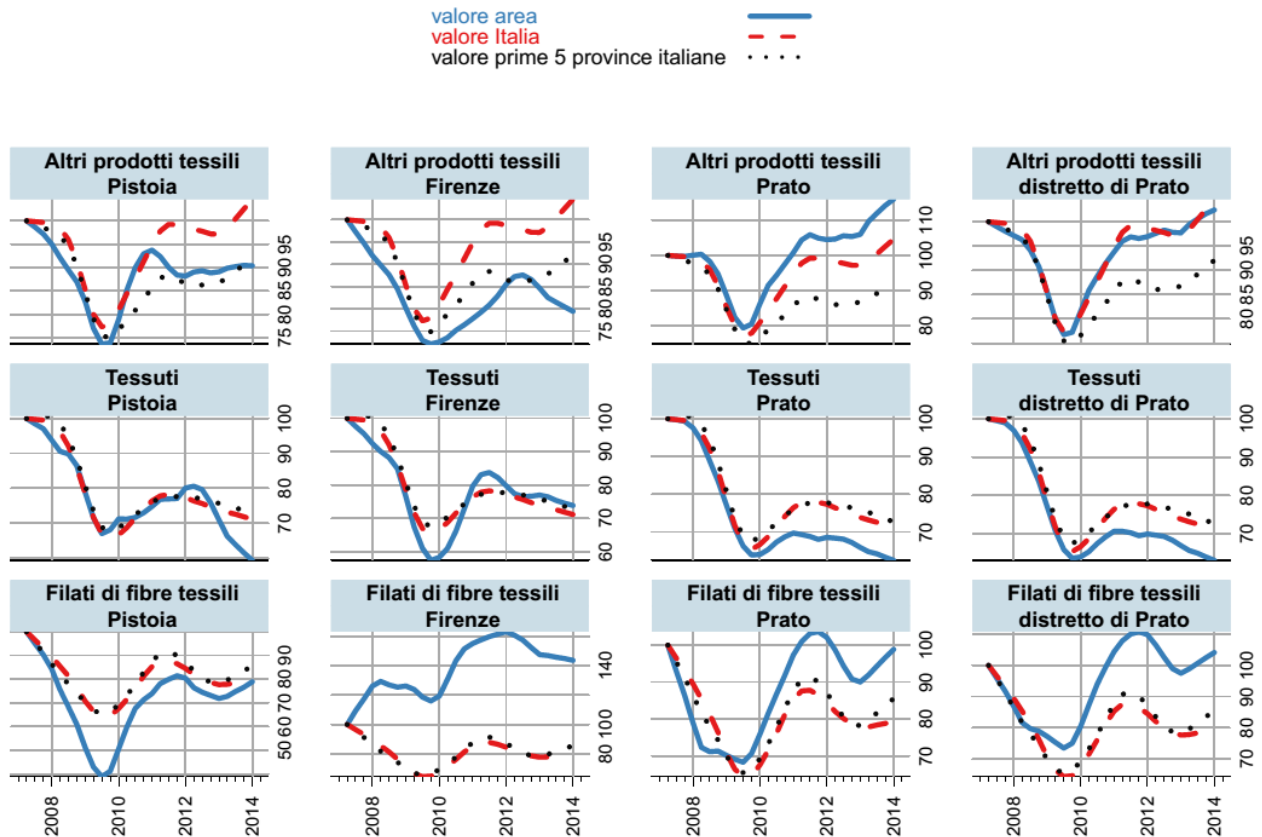 valore area
valore Italia
valore prime 5 province italiane
Altri prodotti tessili
Pistoia
75 80 85 90 95
Altri prodotti tessili
Firenze
75 80 85 90 95
Altri prodotti tessili
Prato
80 90 100 110
Altri prodotti tessili
distretto di Prato
80 85 90 95
Tessuti
Pistoia
70 80 90 100
Tessuti
Firenze
60 70 80 90 100
Tessuti
Prato
70 80 90 100
Tessuti
distretto di Prato
70 80 90 100
Filati di fibre tessili
Pistoia
50 60 70 80 90
Filati di fibre tessili
Firenze
80 100 140
Filati di fibre tessili
Prato
70 80 90 100
Filati di fibre tessili
distretto di Prato
70 80 90 100
2008 2010 2012 2014
2008 2010 2012 2014
2008 2010 2012 2014
2008 2010 2012 2014